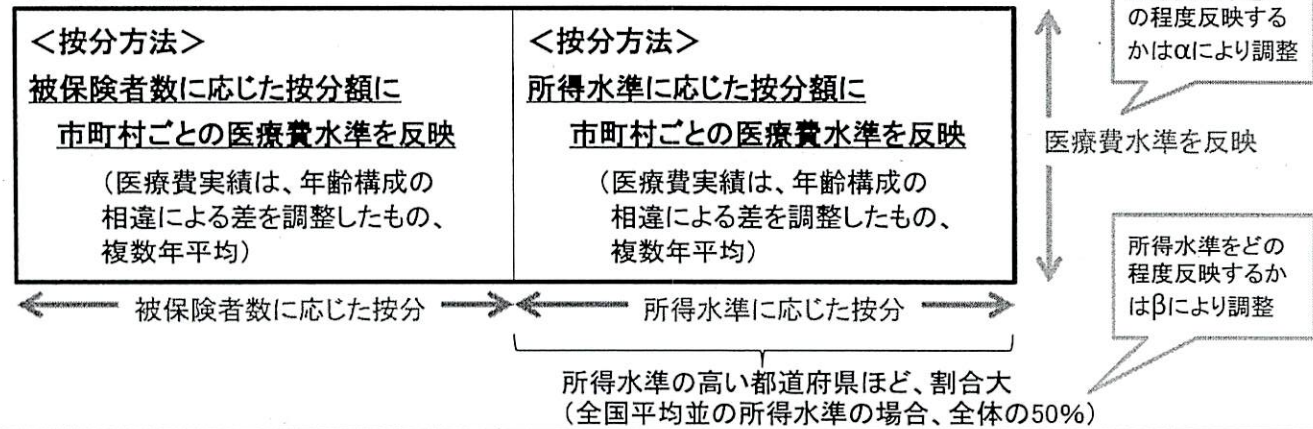 ＜按分方法＞
被保険者数に応じた按分額に
市町村ごとの医療費水準を反映
（医療費実績は、年齢構成の
相違による差を調整したもの、
複数年平均）
＜按分方法＞
所得水準に応じた按分額に
市町村ごとの医療費水準を反映
（医療費実績は、年齢構成の
相違による差を調整したもの、
複数年平均）
の程度反映する
かはαにより調整
医療費水準を反映
所得水準をどの
程度反映するか
はβにより調整
被保険者数に応じた按分
所得水準に応じた按分
所得水準の高い都道府県ほど、割合大
（全国平均並の所得水準の場合、全体の50%）